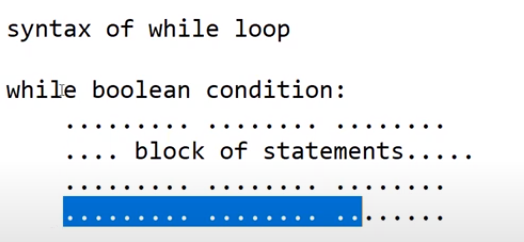 syntax of while loop
while boolean condition:
......... ........ ........
.... block of statements.....
......... ........ ........
......... ........ ........